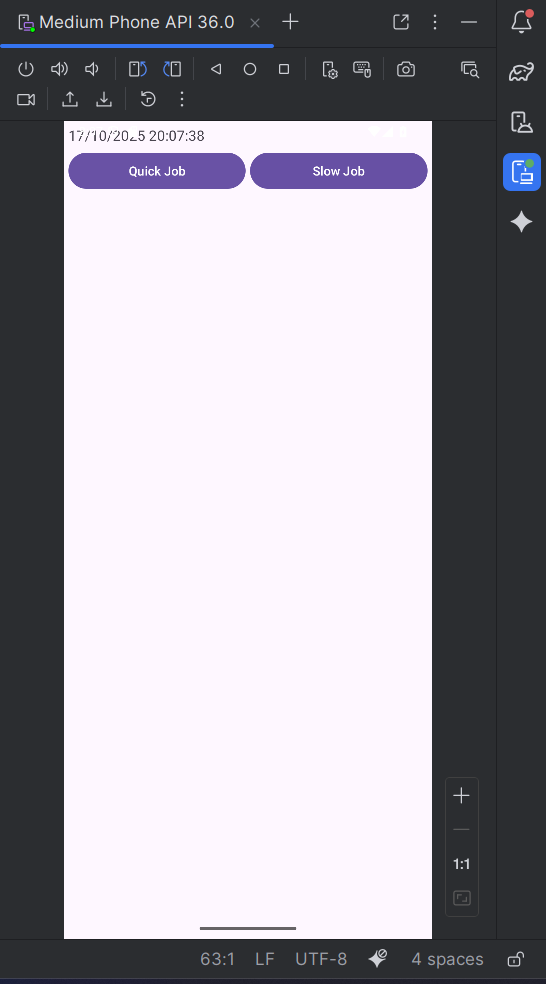 Medium Phone API 36.0
17/10/2025 20:07:38
Quick Job
Slow Job
1:1
63:1 LF UTF-8 4 spaces